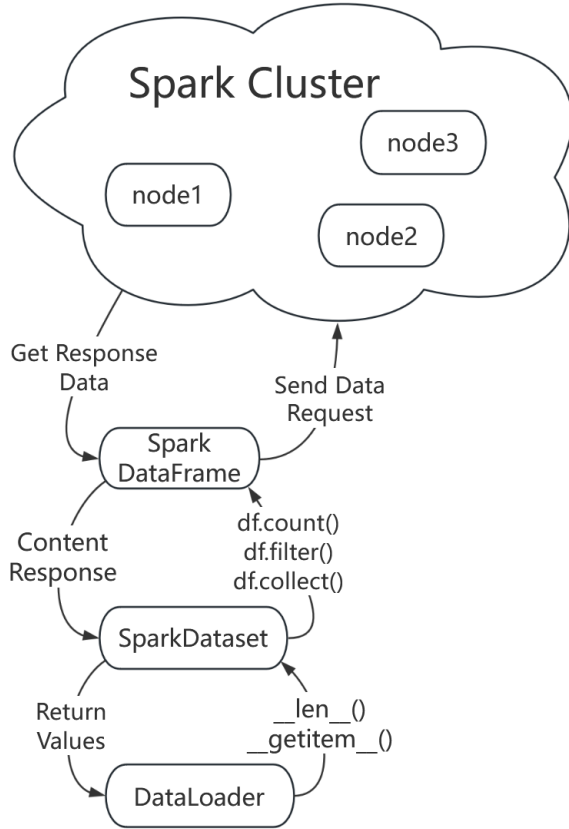 Spark Cluster
node3
node1
node2
Get Response
Data
Send Data
Request
Spark
DataFrame
df.count()
df.filter()
df.collect()
Content
Response
SparkDataset
Return
Values
__len__()
__getitem__()
DataLoader